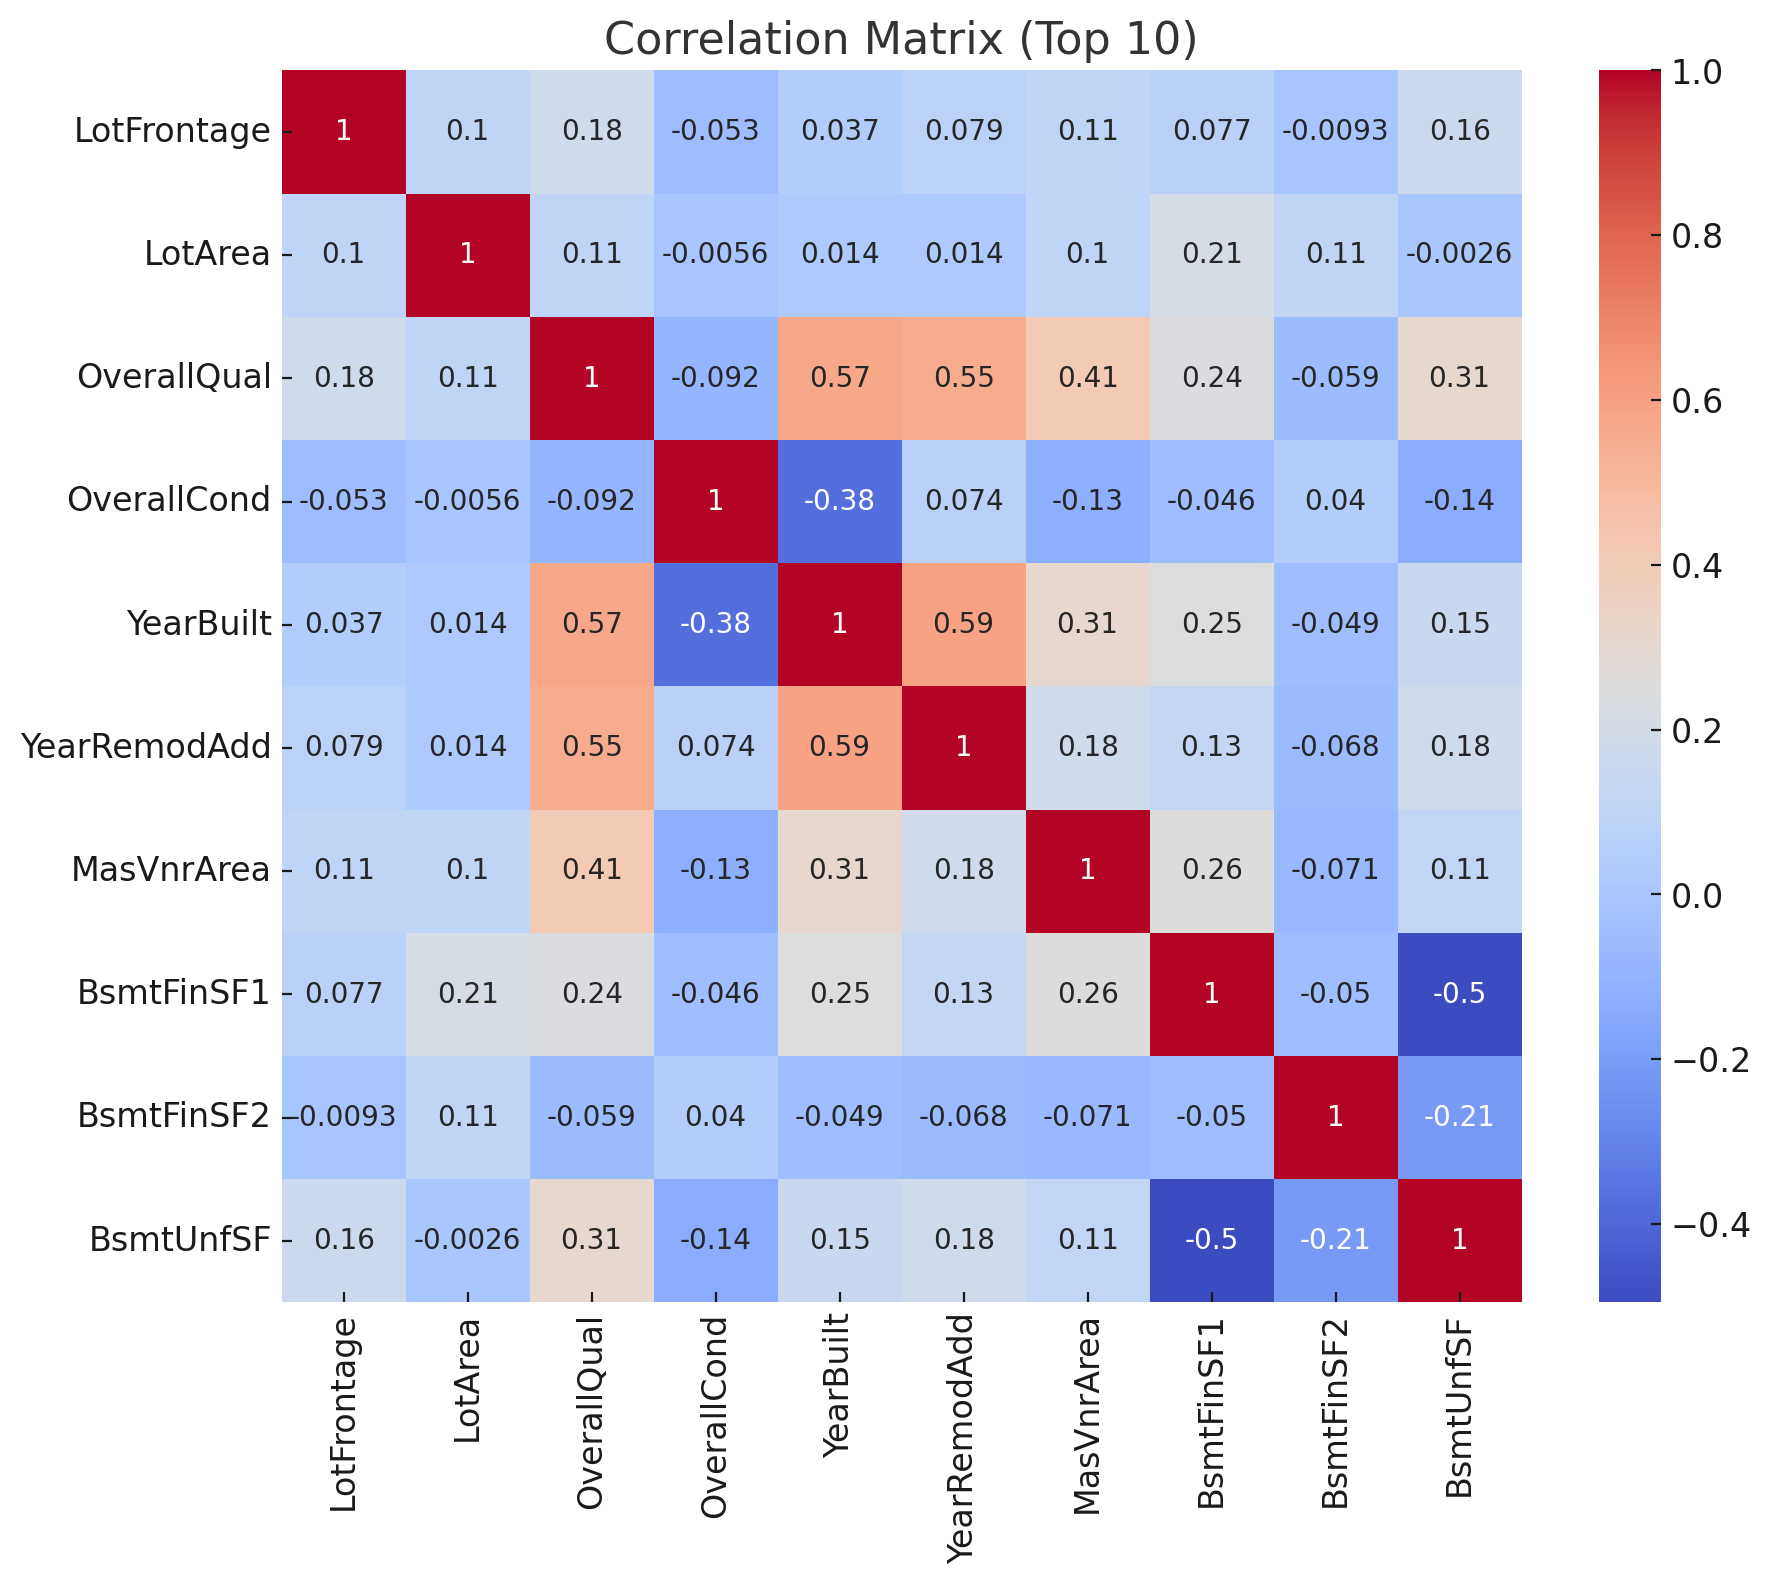 Correlation Matrix (Top 10)
LotFrontage 1 0.1 0.18 -0.053 0.037 0.079 0.11 0.077 -0.0093 0.16
LotArea 0.1 1 0.11 -0.0056 0.014 0.014 0.1 0.21 0.11 -0.0026
OverallQual 0.18 0.11 1 -0.092 0.57 0.55 0.41 0.24 -0.059 0.31
OverallCond -0.053 -0.0056 -0.092 1 -0.38 0.074 -0.13 -0.046 0.04 -0.14
YearBuilt 0.037 0.014 0.57 -0.38 1 0.59 0.31 0.25 -0.049 0.15
YearRemodAdd 0.079 0.014 0.55 0.074 0.59 1 0.18 0.13 -0.068 0.18
MasVnrArea 0.11 0.1 0.41 -0.13 0.31 0.18 1 0.26 -0.071 0.11
BsmtFinSF1 0.077 0.21 0.24 -0.046 0.25 0.13 0.26 1 -0.05 -0.5
BsmtFinSF2 -0.0093 0.11 -0.059 0.04 -0.049 -0.068 -0.071 -0.05 1 -0.21
BsmtUnfSF 0.16 -0.0026 0.31 -0.14 0.15 0.18 0.11 -0.5 -0.21 1
LotFrontage
LotArea
OverallQual
OverallCond
YearBuilt
YearRemodAdd
MasVnrArea
BsmtFinSF1
BsmtFinSF2
BsmtUnfSF
1.0
0.8
0.6
0.4
0.2
0.0
−0.2
−0.4